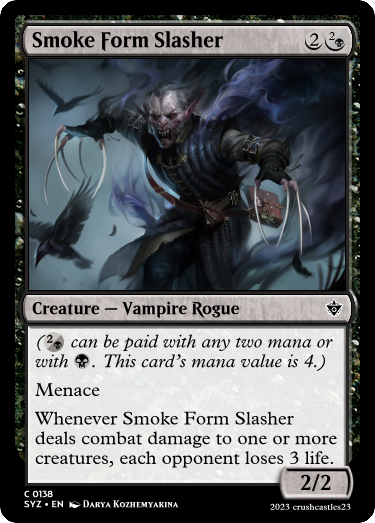 Smoke Form Slasher 2 2
Creature — Vampire Rogue
(2 can be paid with any two mana or
with . This card's mana value is 4.)
Menace
Whenever Smoke Form Slasher
deals combat damage to one or more
creatures, each opponent loses 3 life.
2/2
C 0138
SYZ • EN Darya Kozhemyakina
2023 crushcastles23